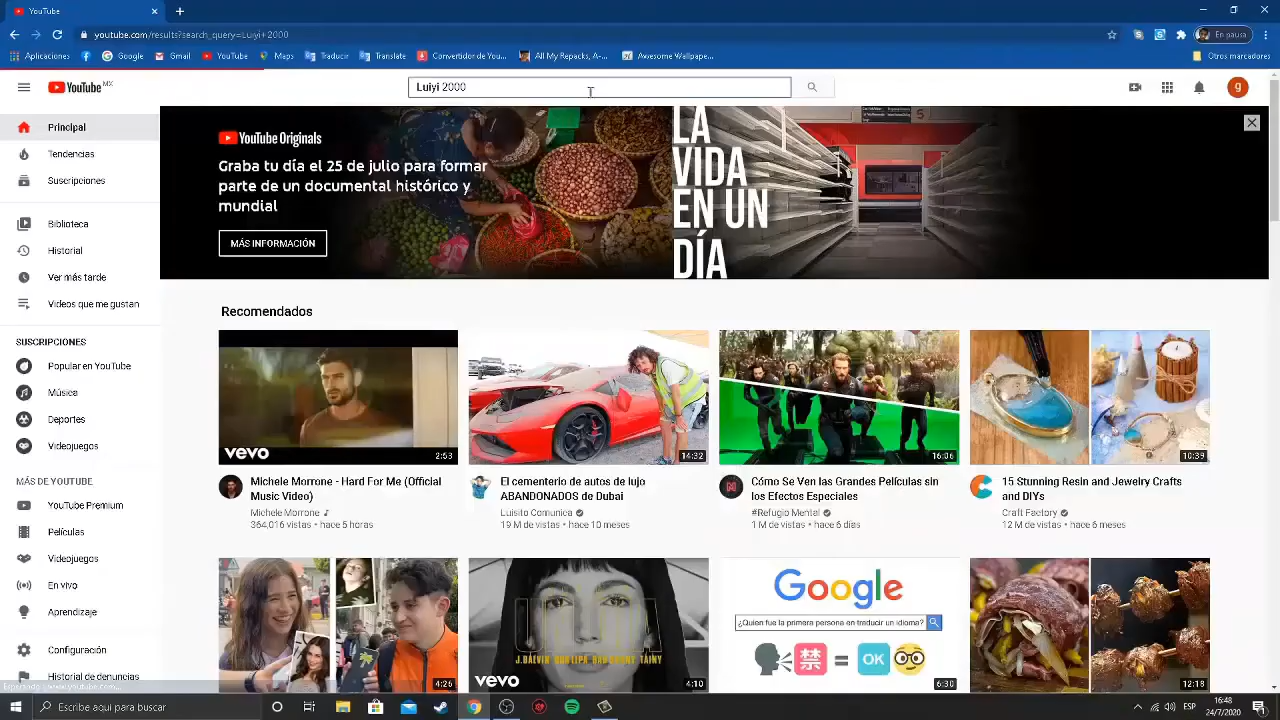 YouTube
youtube.com/results?search_query=Luiyi+2000
En pausa
Aplicaciones
Facebook
Google
Gmail
YouTube
Maps
Traducir
Translate
Convertidor de YouT...
All My Repacks, A-...
Awesome Wallpape...
Otros marcadores
YouTube MX
Luiyi 2000
g
Principal
Tendencias
Suscripciones
Biblioteca
Historial
Ver más tarde
Videos que me gustan
SUSCRIPCIONES
Popular en YouTube
Música
Deportes
Videojuegos
MÁS DE YOUTUBE
YouTube Premium
Películas
Videojuegos
En vivo
Aprendizaje
Configuración
Historial de denuncias
YouTube Originals
Graba tu día el 25 de julio para formar
parte de un documental histórico y
mundial
MÁS INFORMACIÓN
LA
VIDA
EN UN
DÍA
5
Recomendados
vevo
2:53
14:32
16:06
10:39
Michele Morrone - Hard For Me (Official
Music Video)
Michele Morrone
364,016 vistas • hace 5 horas
El cementerio de autos de lujo
ABANDONADOS de Dubai
Luisito Comunica
19 M de vistas • hace 10 meses
Cómo Se Ven las Grandes Películas sin
los Efectos Especiales
#Refugio Mental
1 M de vistas • hace 6 días
15 Stunning Resin and Jewelry Crafts
and DIYs
Craft Factory
12 M de vistas • hace 6 meses
4:26
J.BALVIN DUA LIPA BAD BUNNY TAINY
vevo
4:10
Google
¿Quien fue la primera persona en traducir un idioma?
禁 = OK
6:30
12:18
Escribe aquí para buscar
ESP
16:48
24/7/2020